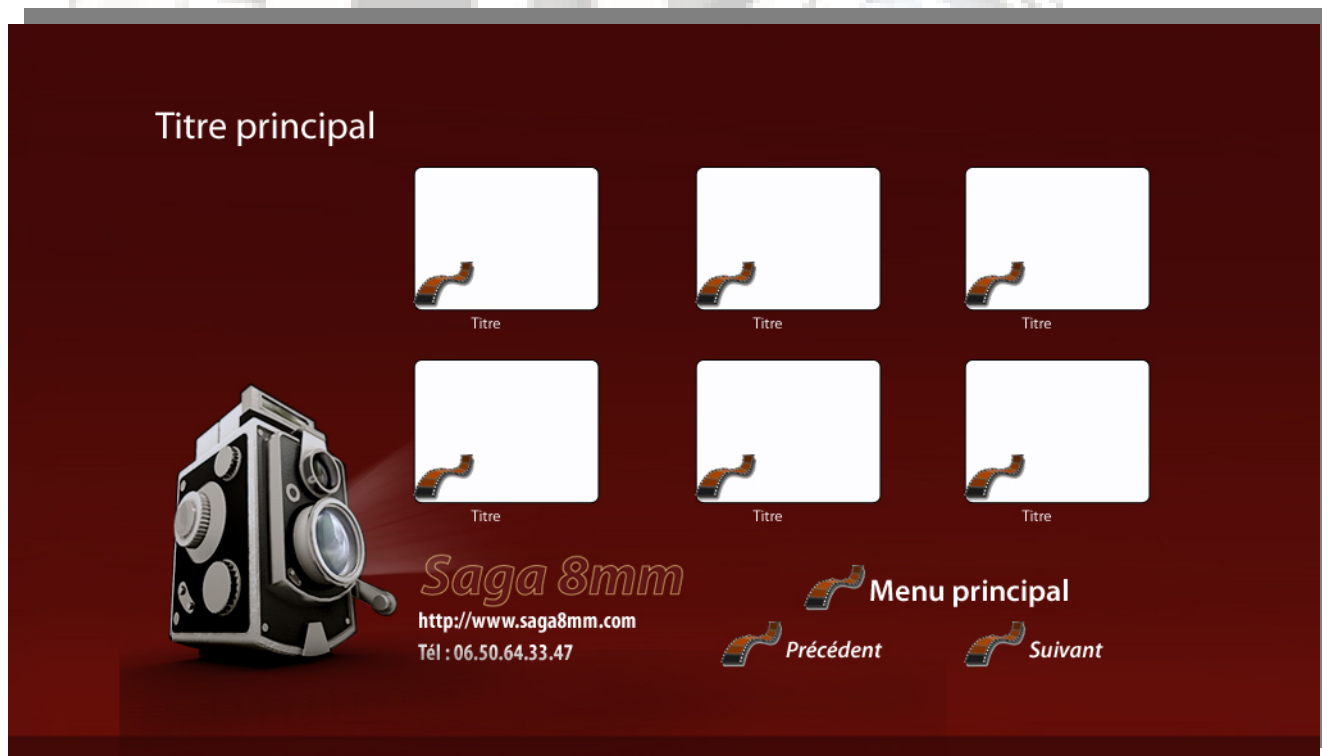 Titre principal
Titre
Titre
Titre
Titre
Titre
Titre
Saga 8mm
http://www.saga8mm.com
Tél : 06.50.64.33.47
Menu principal
Précédent
Suivant